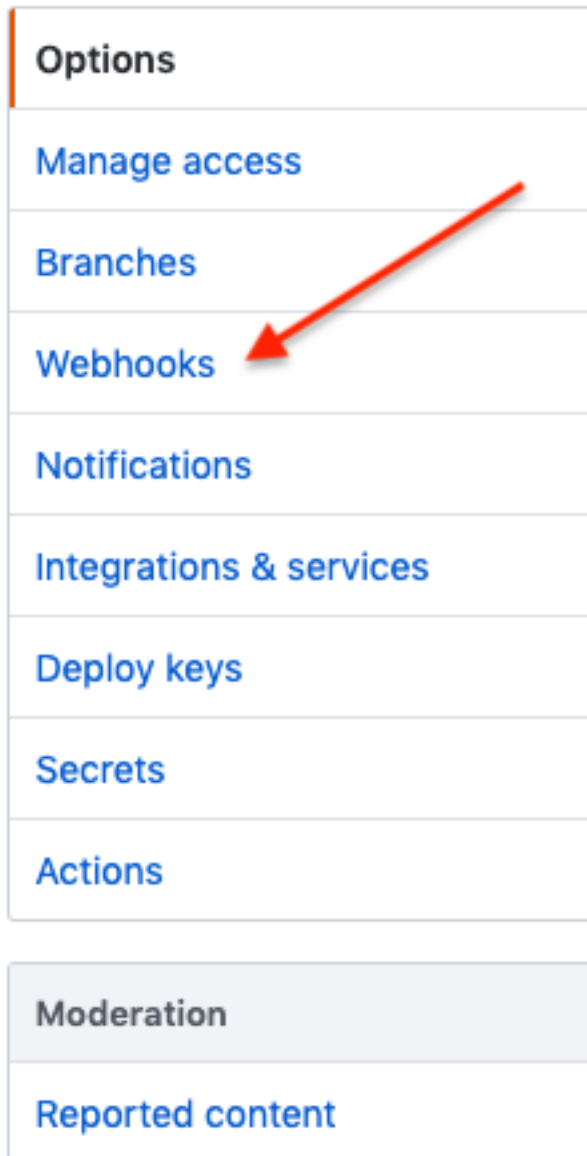 Options
Manage access
Branches
Webhooks
Notifications
Integrations & services
Deploy keys
Secrets
Actions
Moderation
Reported content